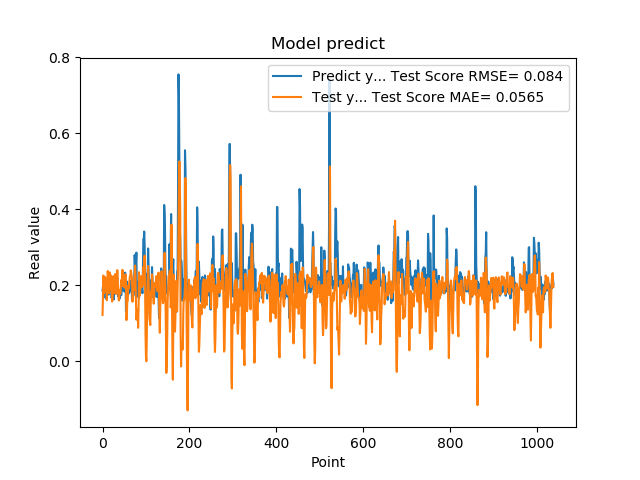 Model predict
Predict y... Test Score RMSE= 0.084
Test y... Test Score MAE= 0.0565
0.8
0.6
0.4
0.2
0.0
Real value
0 200 400 600 800 1000
Point